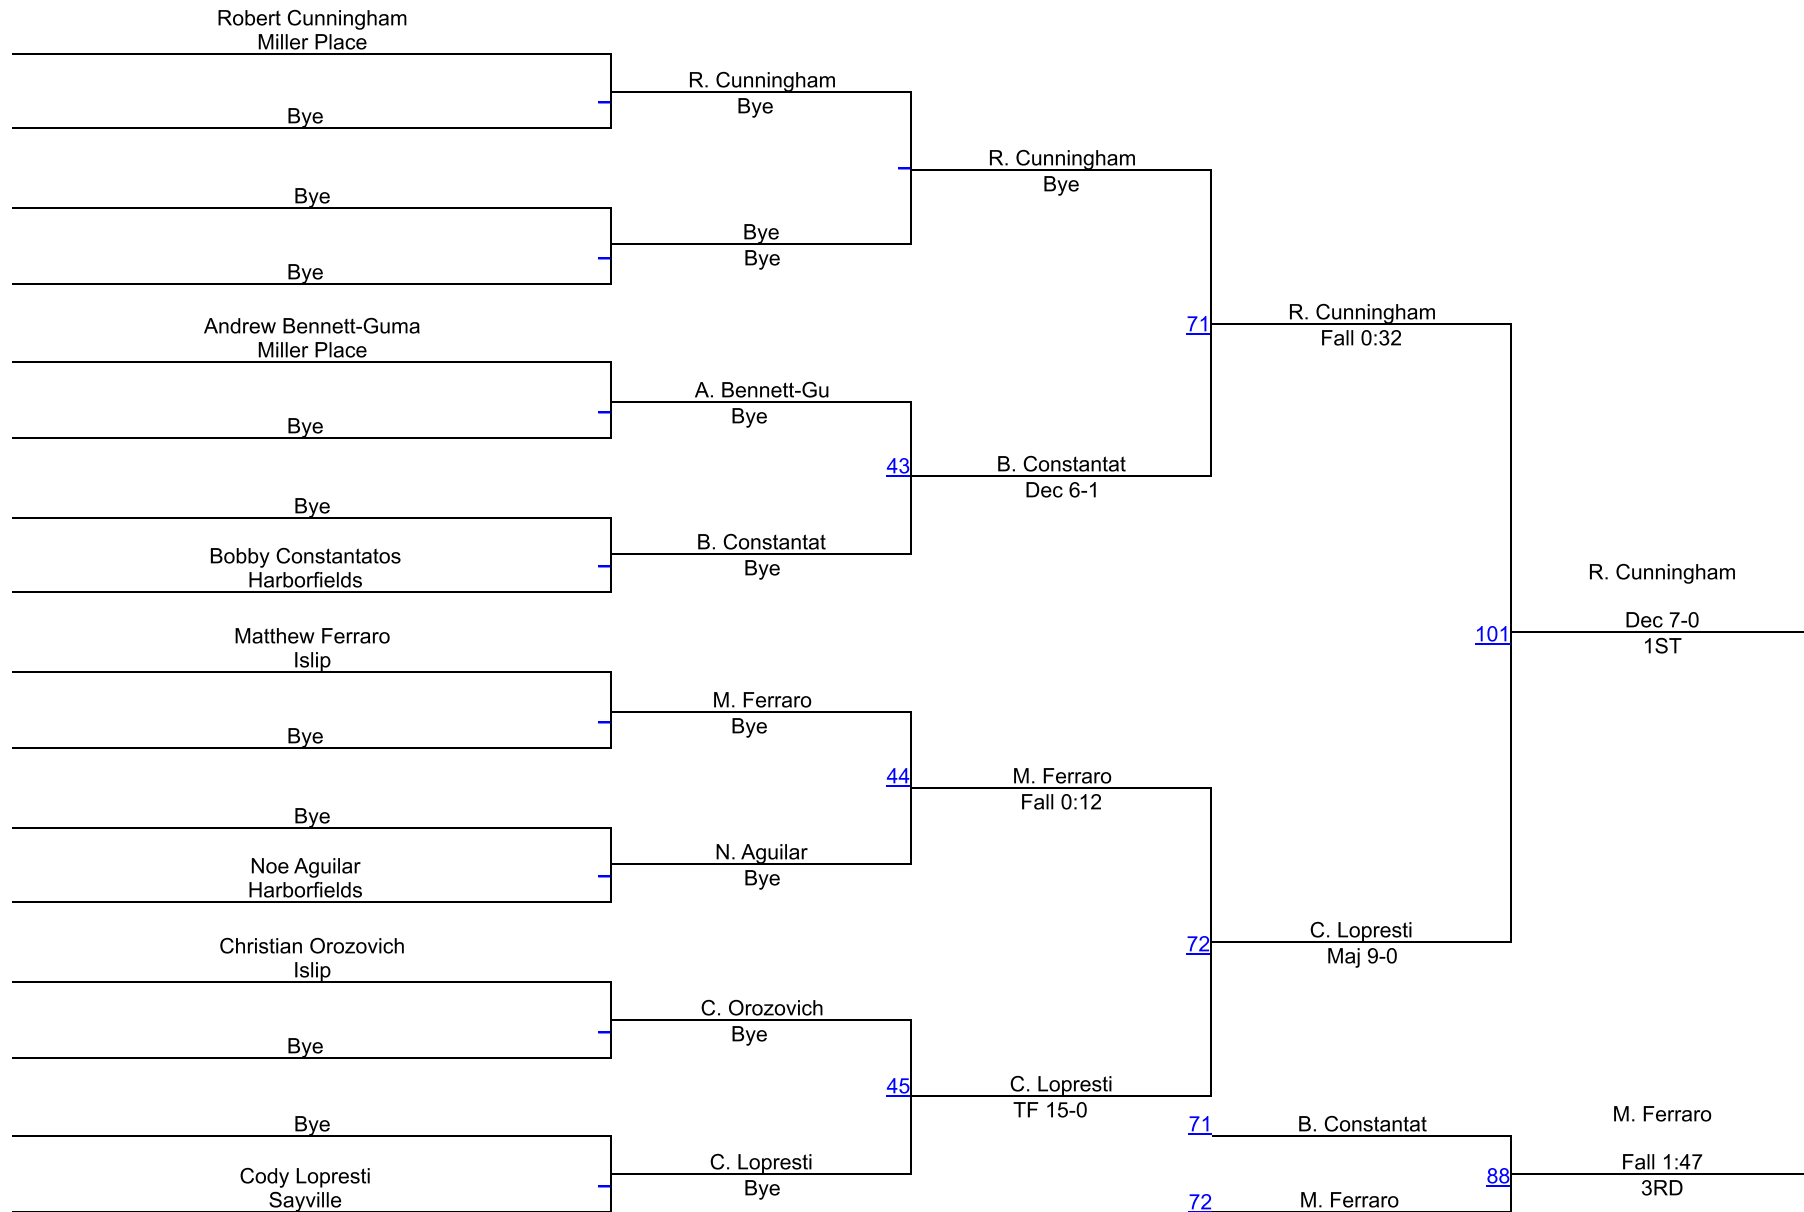 Robert Cunningham
Miller Place
Bye
R. Cunningham
Bye
Bye
Bye
Bye
Bye
R. Cunningham
Bye
Andrew Bennett-Guma
Miller Place
Bye
A. Bennett-Gu
Bye
Bye
Bobby Constantatos
Harborfields
B. Constantat
Bye
43
B. Constantat
Dec 6-1
71
R. Cunningham
Fall 0:32
Matthew Ferraro
Islip
Bye
M. Ferraro
Bye
Bye
Noe Aguilar
Harborfields
N. Aguilar
Bye
44
M. Ferraro
Fall 0:12
Christian Orozovich
Islip
Bye
C. Orozovich
Bye
Bye
Cody Lopresti
Sayville
C. Lopresti
Bye
45
C. Lopresti
TF 15-0
72
C. Lopresti
Maj 9-0
101
R. Cunningham
Dec 7-0
1ST
71
B. Constantat
72
M. Ferraro
88
M. Ferraro
Fall 1:47
3RD